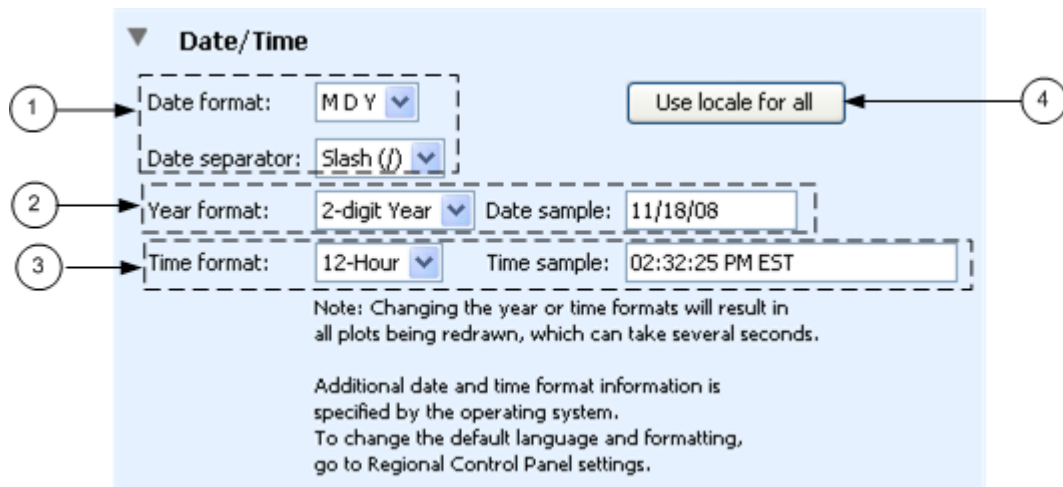 Date/Time
1
Date format: M D Y
Use locale for all
4
Date separator: Slash (/)
2
Year format: 2-digit Year Date sample: 11/18/08
3
Time format: 12-Hour Time sample: 02:32:25 PM EST
Note: Changing the year or time formats will result in
all plots being redrawn, which can take several seconds.
Additional date and time format information is
specified by the operating system.
To change the default language and formatting,
go to Regional Control Panel settings.